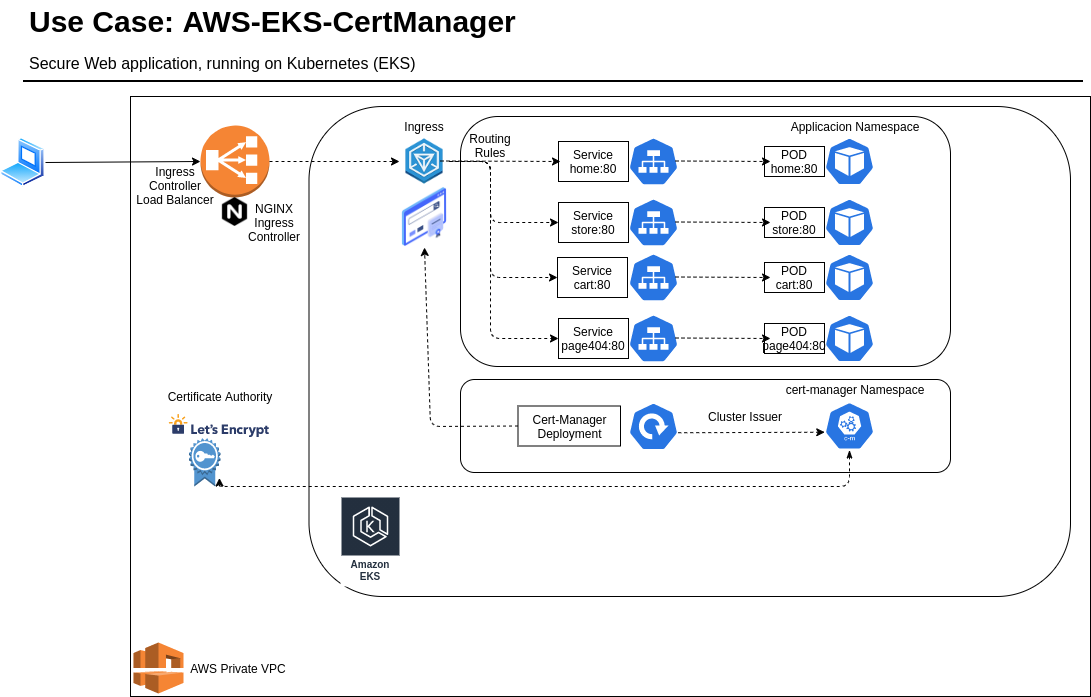 Use Case: AWS-EKS-CertManager
Secure Web application, running on Kubernetes (EKS)
Ingress
Controller
Load Balancer
NGINX
Ingress
Controller
Ingress
Routing
Rules
Applicacion Namespace
Service
home:80
POD
home:80
Service
store:80
POD
store:80
Service
cart:80
POD
cart:80
Service
page404:80
POD
page404:80
cert-manager Namespace
Cert-Manager
Deployment
Cluster Issuer
c-m
Certificate Authority
Let's Encrypt
K
Amazon
EKS
AWS Private VPC